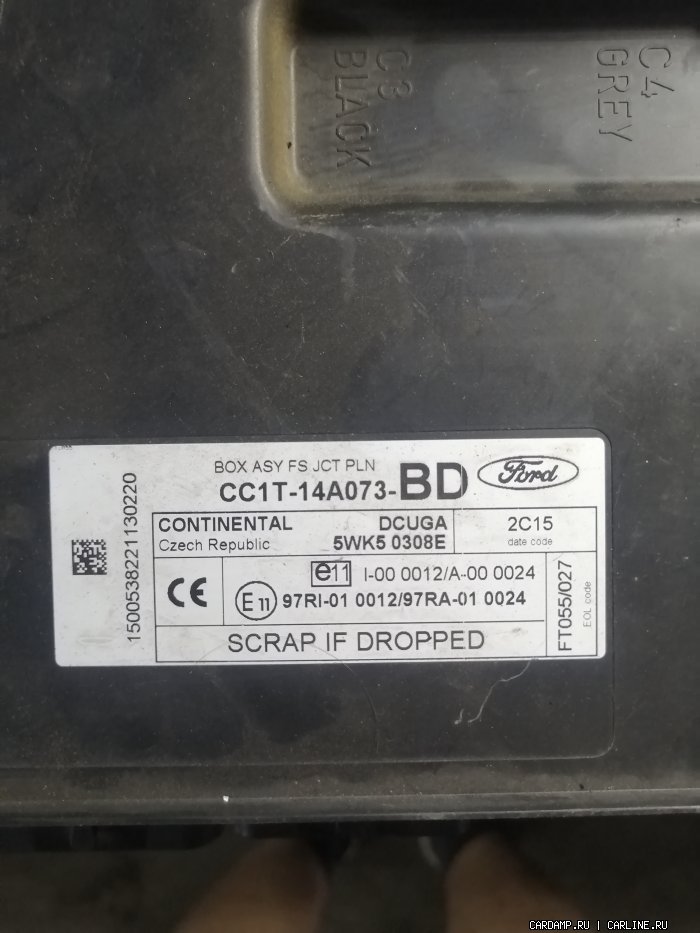 C3
BLACK
C4
GREY
BOX ASY FS JCT PLN
CC1T-14A073-BD
Ford
CONTINENTAL DCUGA 2C15
Czech Republic 5WK5 0308E date code
1500538221130220
CE
e11 I-00 0012/A-00 0024
E11 97RI-01 0012/97RA-01 0024
FT055/027
EOL code
SCRAP IF DROPPED
CARDAMP.RU | CARLINE.RU